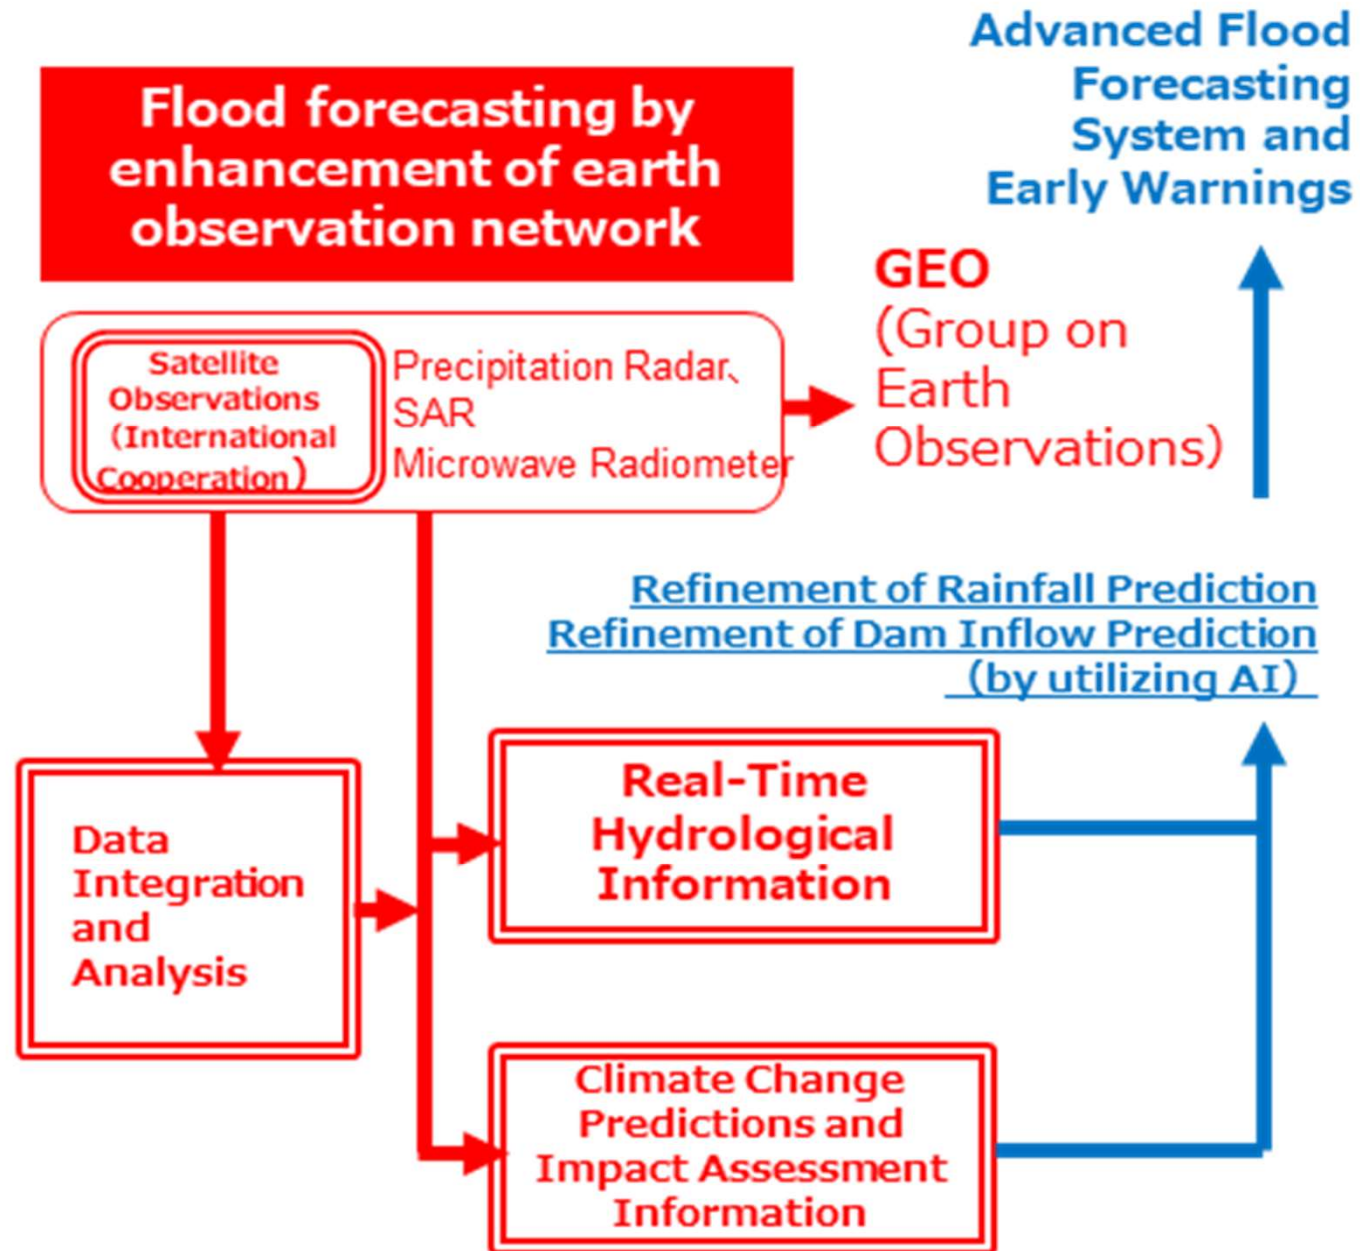 Advanced Flood
Forecasting
System and
Early Warnings
Flood forecasting by
enhancement of earth
observation network
GEO
(Group on
Earth
Observations)
Satellite
Observations
（International
Cooperation）
Precipitation Radar、
SAR
Microwave Radiometer
Refinement of Rainfall Prediction
Refinement of Dam Inflow Prediction
（by utilizing AI）
Data
Integration
and
Analysis
Real-Time
Hydrological
Information
Climate Change
Predictions and
Impact Assessment
Information